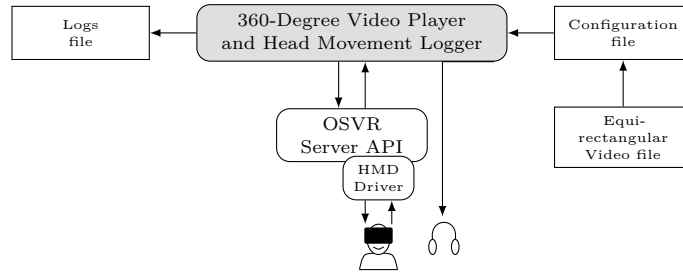 Logs
file
360-Degree Video Player
and Head Movement Logger
Configuration
file
OSVR
Server API
HMD
Driver
Equi-
rectangular
Video file